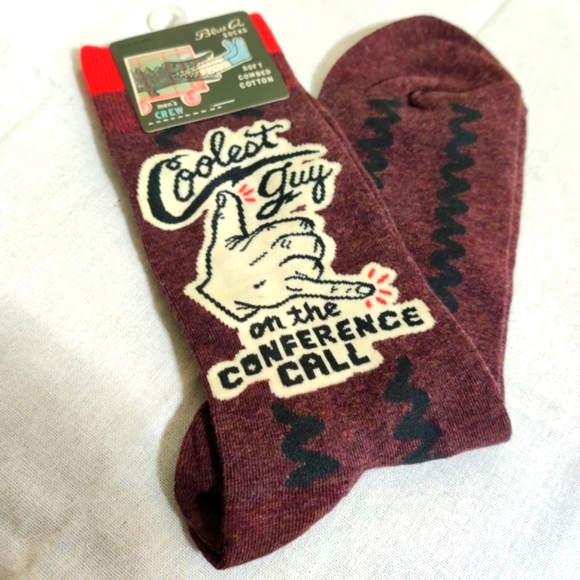 Blue Q
SOCKS
SOFT
COMBED
COTTON
men's
CREW
Coolest
guy
on the
CONFERENCE
CALL